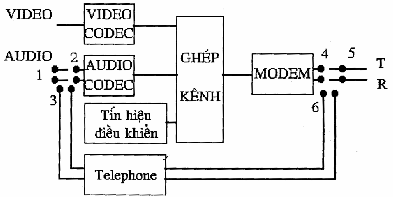 VIDEO
VIDEO
CODEC
AUDIO
1
2
3
AUDIO
CODEC
GHÉP
KÊNH
MODEM
4
5
6
T
R
Tín hiệu
điều khiển
Telephone